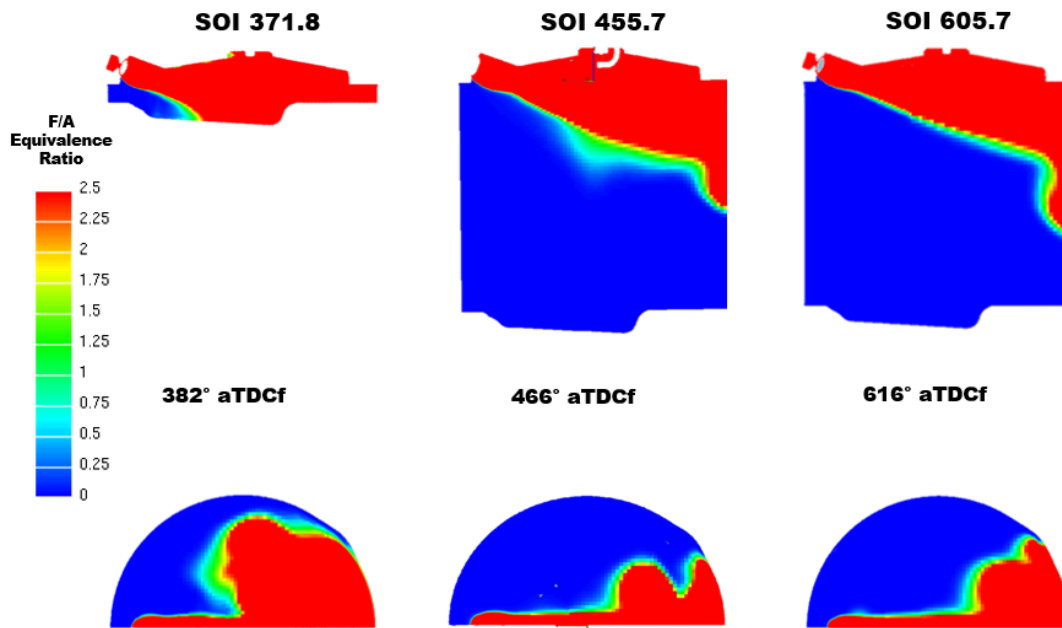 SOI 371.8
SOI 455.7
SOI 605.7
F/A
Equivalence
Ratio
2.5
2.25
2
1.75
1.5
1.25
1
0.75
0.5
0.25
0
382° aTDCf
466° aTDCf
616° aTDCf